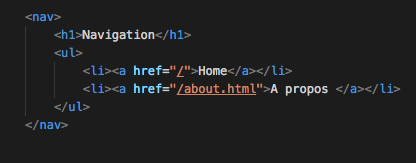 <nav>
<h1>Navigation</h1>
<ul>
<li><a href="/">Home</a></li>
<li><a href="/about.html">A propos </a></li>
</ul>
</nav>